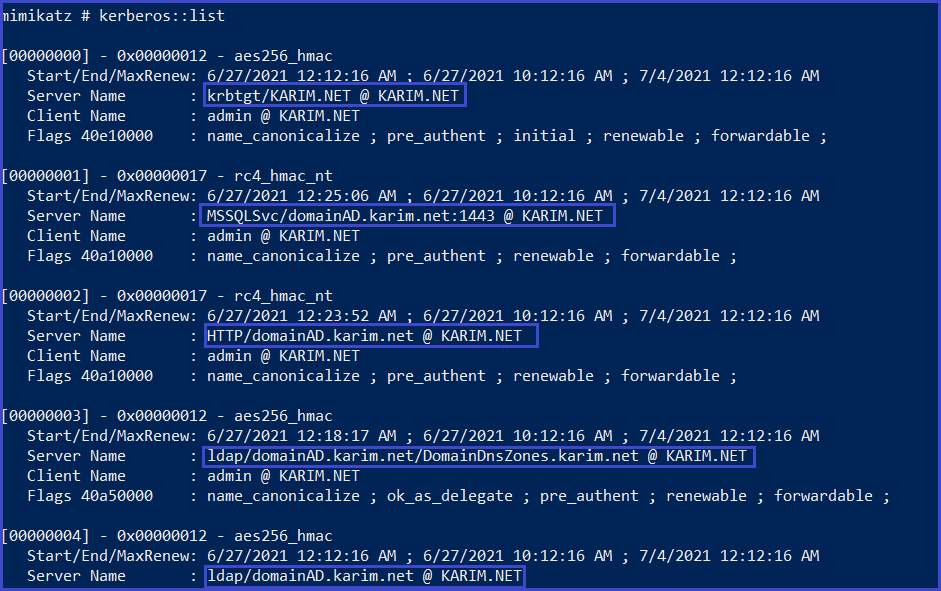 mimikatz # kerberos::list
[00000000] - 0x00000012 - aes256_hmac
Start/End/MaxRenew: 6/27/2021 12:12:16 AM ; 6/27/2021 10:12:16 AM ; 7/4/2021 12:12:16 AM
Server Name : krbtgt/KARIM.NET @ KARIM.NET
Client Name : admin @ KARIM.NET
Flags 40e10000 : name_canonicalize ; pre_authent ; initial ; renewable ; forwardable ;
[00000001] - 0x00000017 - rc4_hmac_nt
Start/End/MaxRenew: 6/27/2021 12:25:06 AM ; 6/27/2021 10:12:16 AM ; 7/4/2021 12:12:16 AM
Server Name : MSSQLSvc/domainAD.karim.net:1443 @ KARIM.NET
Client Name : admin @ KARIM.NET
Flags 40a10000 : name_canonicalize ; pre_authent ; renewable ; forwardable ;
[00000002] - 0x00000017 - rc4_hmac_nt
Start/End/MaxRenew: 6/27/2021 12:23:52 AM ; 6/27/2021 10:12:16 AM ; 7/4/2021 12:12:16 AM
Server Name : HTTP/domainAD.karim.net @ KARIM.NET
Client Name : admin @ KARIM.NET
Flags 40a10000 : name_canonicalize ; pre_authent ; renewable ; forwardable ;
[00000003] - 0x00000012 - aes256_hmac
Start/End/MaxRenew: 6/27/2021 12:18:17 AM ; 6/27/2021 10:12:16 AM ; 7/4/2021 12:12:16 AM
Server Name : ldap/domainAD.karim.net/DomainDnsZones.karim.net @ KARIM.NET
Client Name : admin @ KARIM.NET
Flags 40a50000 : name_canonicalize ; ok_as_delegate ; pre_authent ; renewable ; forwardable ;
[00000004] - 0x00000012 - aes256_hmac
Start/End/MaxRenew: 6/27/2021 12:12:16 AM ; 6/27/2021 10:12:16 AM ; 7/4/2021 12:12:16 AM
Server Name : ldap/domainAD.karim.net @ KARIM.NET